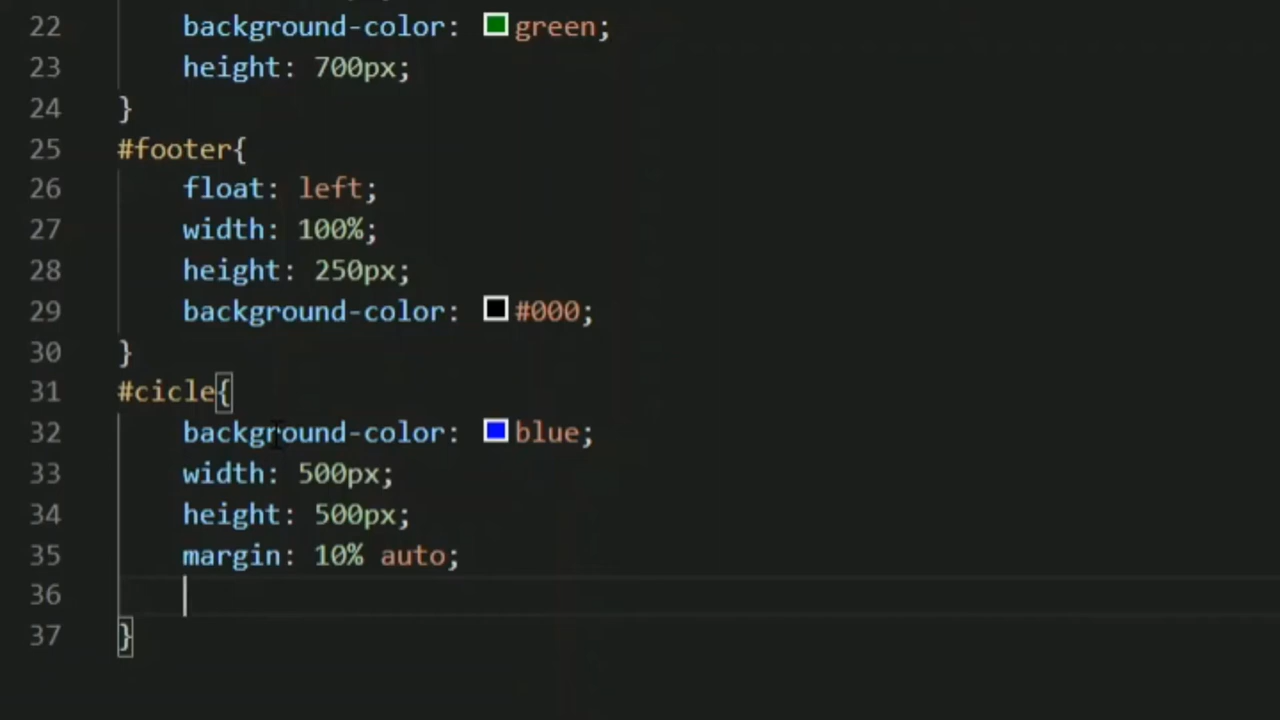 22 background-color: green;
23 height: 700px;
24 }
25 #footer{
26 float: left;
27 width: 100%;
28 height: 250px;
29 background-color: #000;
30 }
31 #cicle{
32 background-color: blue;
33 width: 500px;
34 height: 500px;
35 margin: 10% auto;
36
37 }